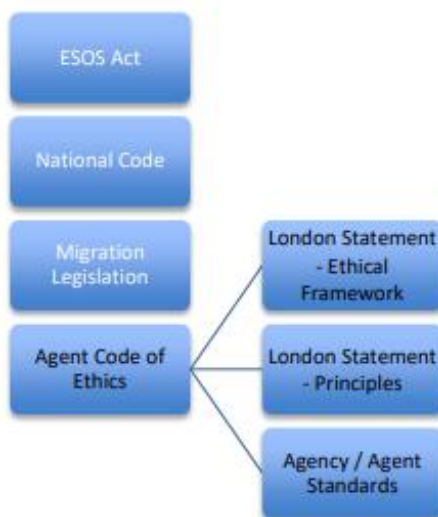 ESOS Act
National Code
Migration
Legislation
Agent Code of
Ethics
London Statement
- Ethical
Framework
London Statement
- Principles
Agency / Agent
Standards